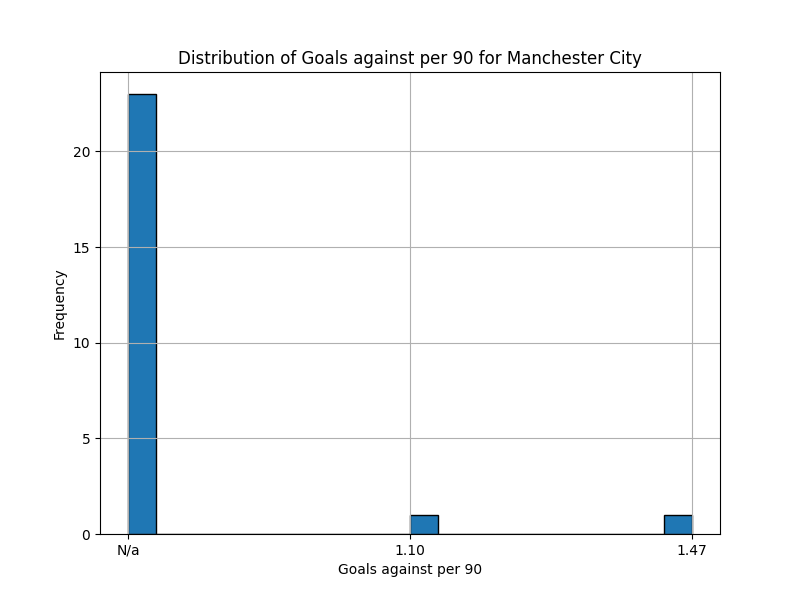 Distribution of Goals against per 90 for Manchester City
Frequency
20
15
10
5
0
N/a 1.10 1.47
Goals against per 90